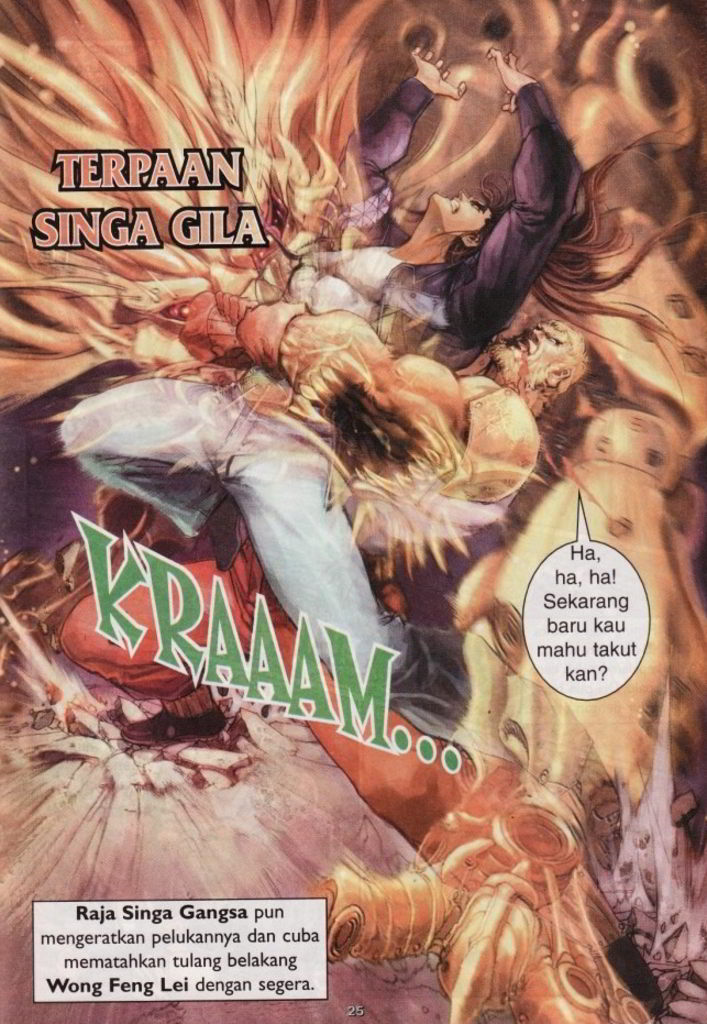 TERPAAN
SINGA GILA
KRAAAM...
Ha,
ha, ha!
Sekarang
baru kau
mahu takut
kan?
Raja Singa Gangsa pun
mengeratkan pelukannya dan cuba
mematahkan tulang belakang
Wong Feng Lei dengan segera.
25